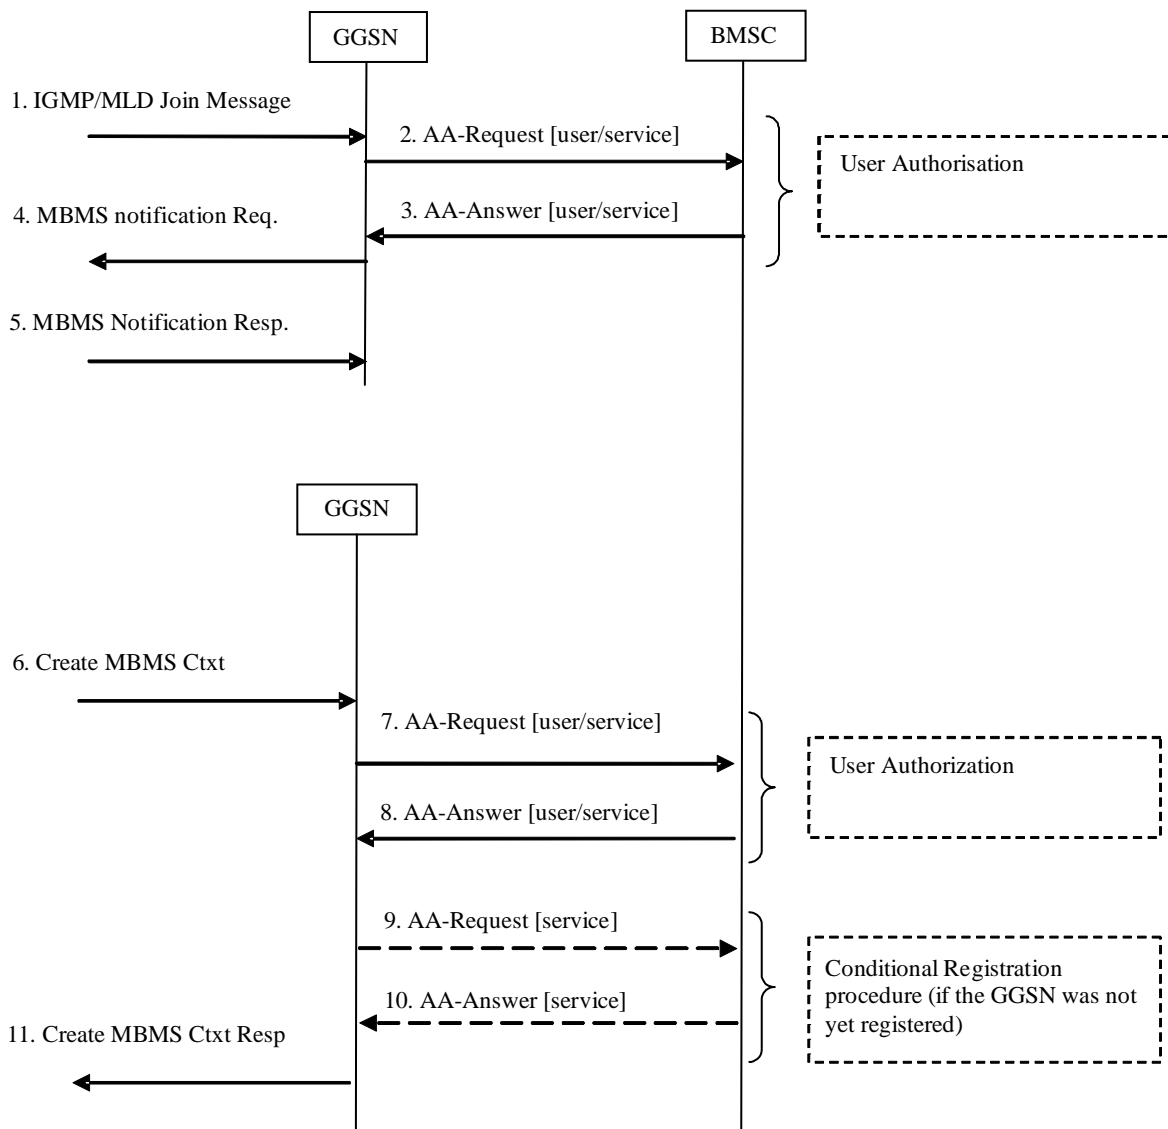 GGSN
BMSC
1. IGMP/MLD Join Message
2. AA-Request [user/service]
User Authorisation
3. AA-Answer [user/service]
4. MBMS notification Req.
5. MBMS Notification Resp.
GGSN
6. Create MBMS Ctxt
7. AA-Request [user/service]
User Authorization
8. AA-Answer [user/service]
9. AA-Request [service]
Conditional Registration
procedure (if the GGSN was not
yet registered)
10. AA-Answer [service]
11. Create MBMS Ctxt Resp